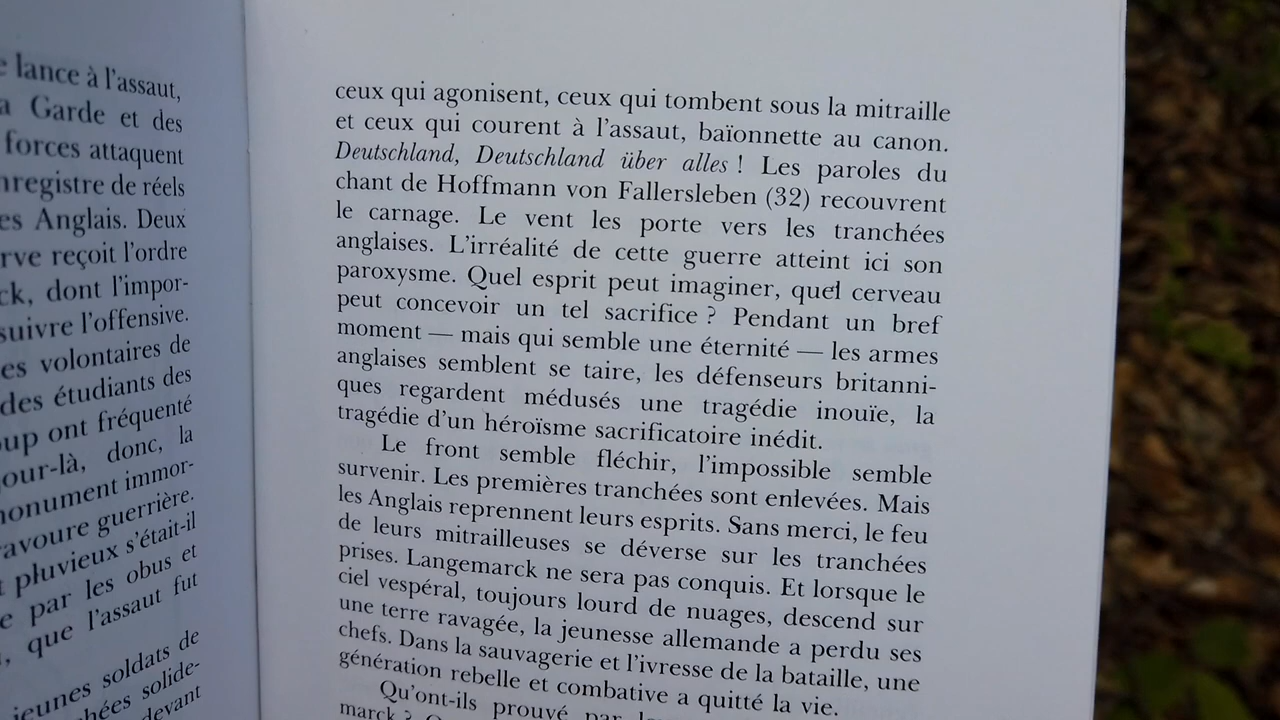 lance à l'assaut,
Garde et des
forces attaquent
nregistre de réels
es Anglais. Deux
rve reçoit l'ordre
ck, dont l'impor-
suivre l'offensive.
es volontaires de
des étudiants des
oup ont fréquenté
jour-là, donc, la
monument immor-
ravoure guerrière.
pluvieux s'était-il
e par les obus et
que l'assaut fut
jeunes soldats de
chées solide-
devant
ceux qui agonisent, ceux qui tombent sous la mitraille
et ceux qui courent à l'assaut, baïonnette au canon.
Deutschland, Deutschland über alles ! Les paroles du
chant de Hoffmann von Fallersleben (32) recouvrent
le carnage. Le vent les porte vers les tranchées
anglaises. L'irréalité de cette guerre atteint ici son
paroxysme. Quel esprit peut imaginer, quel cerveau
peut concevoir un tel sacrifice ? Pendant un bref
moment — mais qui semble une éternité — les armes
anglaises semblent se taire, les défenseurs britanni-
ques regardent médusés une tragédie inouïe, la
tragédie d'un héroïsme sacrificatoire inédit.
Le front semble fléchir, l'impossible semble
survenir. Les premières tranchées sont enlevées. Mais
les Anglais reprennent leurs esprits. Sans merci, le feu
de leurs mitrailleuses se déverse sur les tranchées
prises. Langemarck ne sera pas conquis. Et lorsque le
ciel vespéral, toujours lourd de nuages, descend sur
une terre ravagée, la jeunesse allemande a perdu ses
chefs. Dans la sauvagerie et l'ivresse de la bataille, une
génération rebelle et combative a quitté la vie.
Qu'ont-ils prouvé par
marck ?